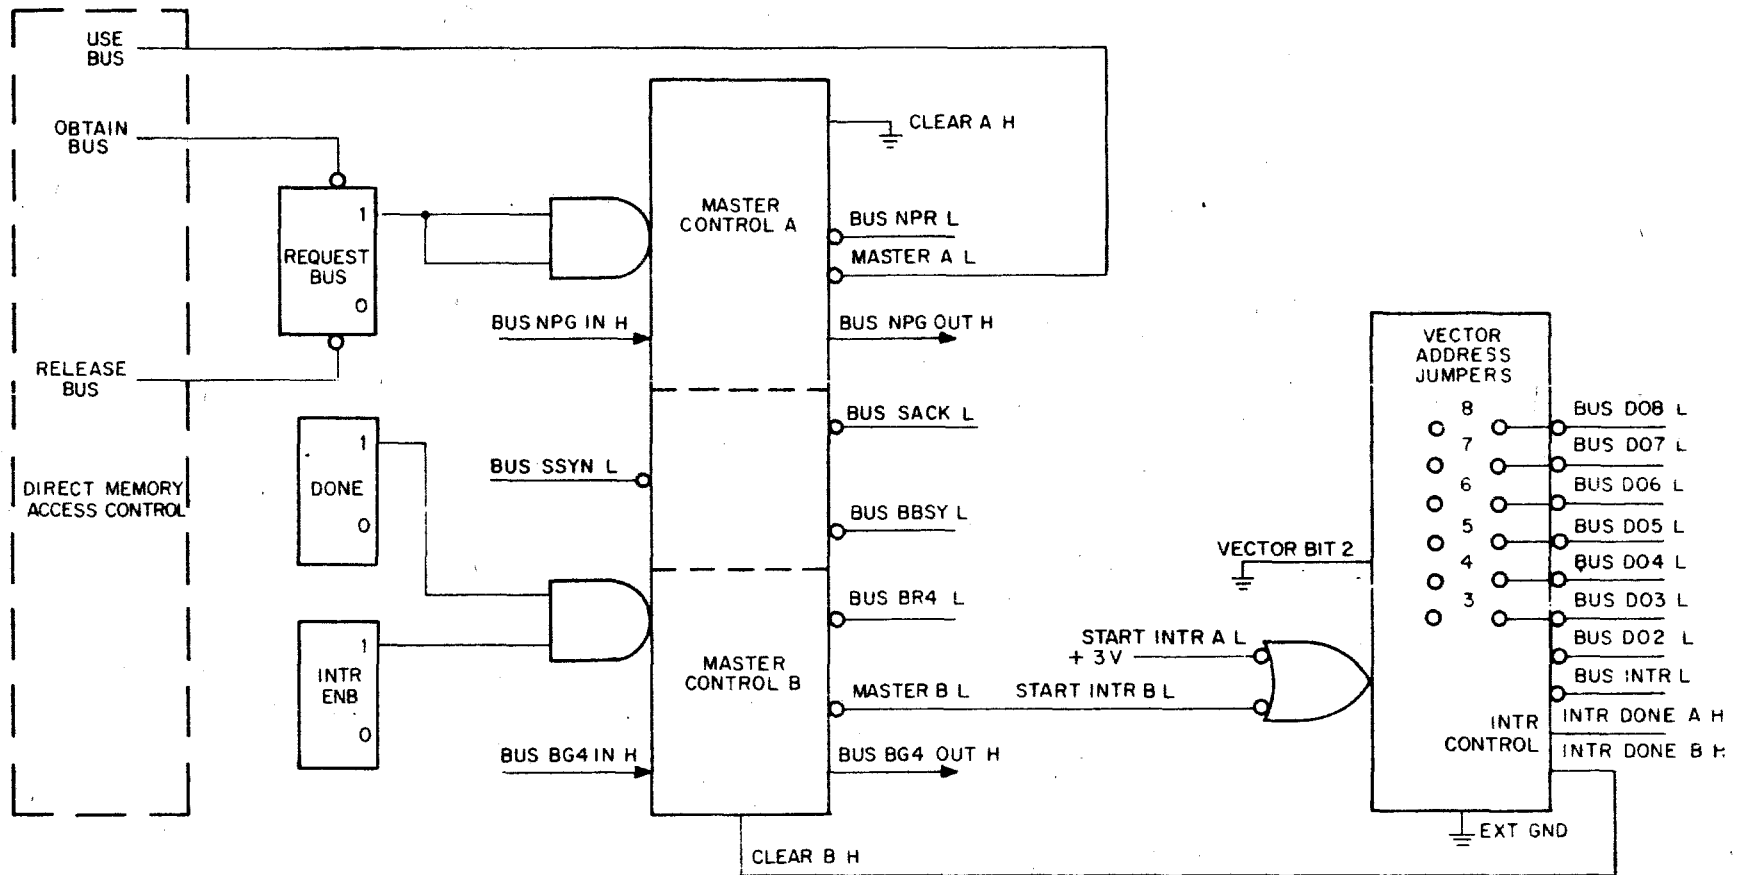 USE
BUS
OBTAIN
BUS
1
REQUEST
BUS
0
RELEASE
BUS
DIRECT MEMORY
ACCESS CONTROL
1
DONE
0
1
INTR
ENB
0
MASTER
CONTROL A
CLEAR A H
BUS NPR L
MASTER A L
BUS NPG IN H
BUS NPG OUT H
BUS SACK L
BUS SSYN L
BUS BBSY L
BUS BR4 L
MASTER
CONTROL B
MASTER B L
START INTR B L
START INTR A L
+ 3V
BUS BG4 IN H
BUS BG4 OUT H
CLEAR B H
VECTOR BIT 2
VECTOR
ADDRESS
JUMPERS
8
7
6
5
4
3
BUS D08 L
BUS D07 L
BUS D06 L
BUS D05 L
BUS D04 L
BUS D03 L
BUS D02 L
BUS INTR L
INTR
CONTROL
INTR DONE A H
INTR DONE B H
EXT GND